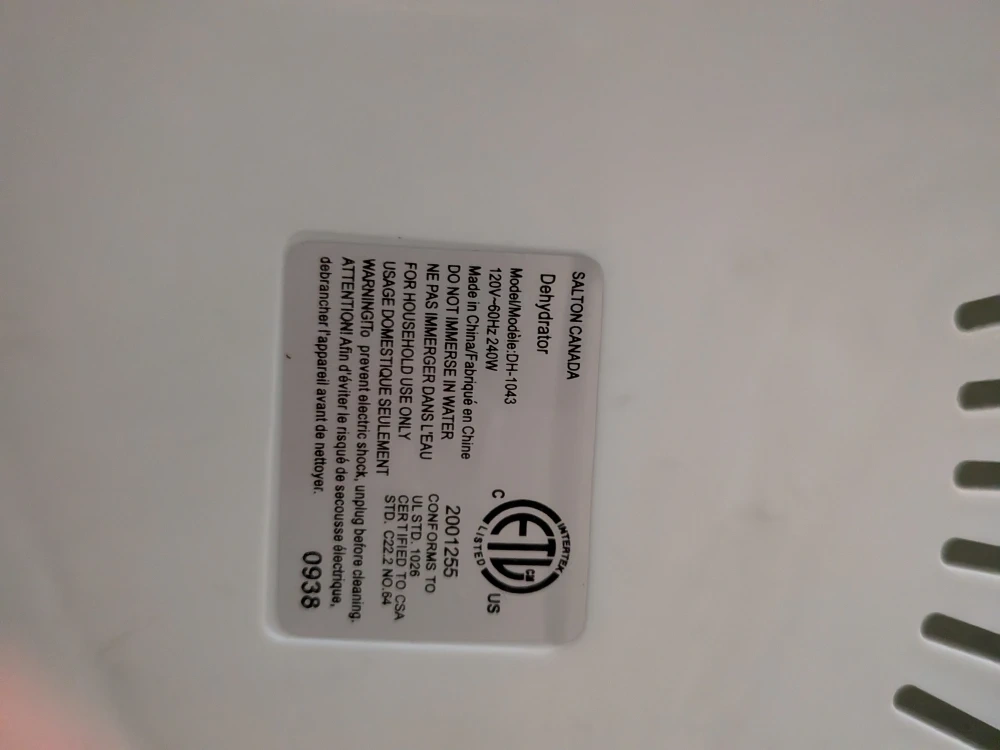 SALTON CANADA
Dehydrator
Model/Modèle:DH-1043
120V~60Hz 240W
Made in China/Fabriqué en Chine
DO NOT IMMERSE IN WATER
NE PAS IMMERGER DANS L'EAU
FOR HOUSEHOLD USE ONLY
USAGE DOMESTIQUE SEULEMENT
WARNING!To prevent electric shock, unplug before cleaning.
ATTENTION! Afin d'éviter le risqué de secousse électrique,
debrancher l'appareil avant de nettoyer.
INTERTEK
C ETL CM US
LISTED
2001255
CONFORMS TO
UL STD. 1026
CERTIFIED TO CSA
STD. C22.2 NO.64
0938